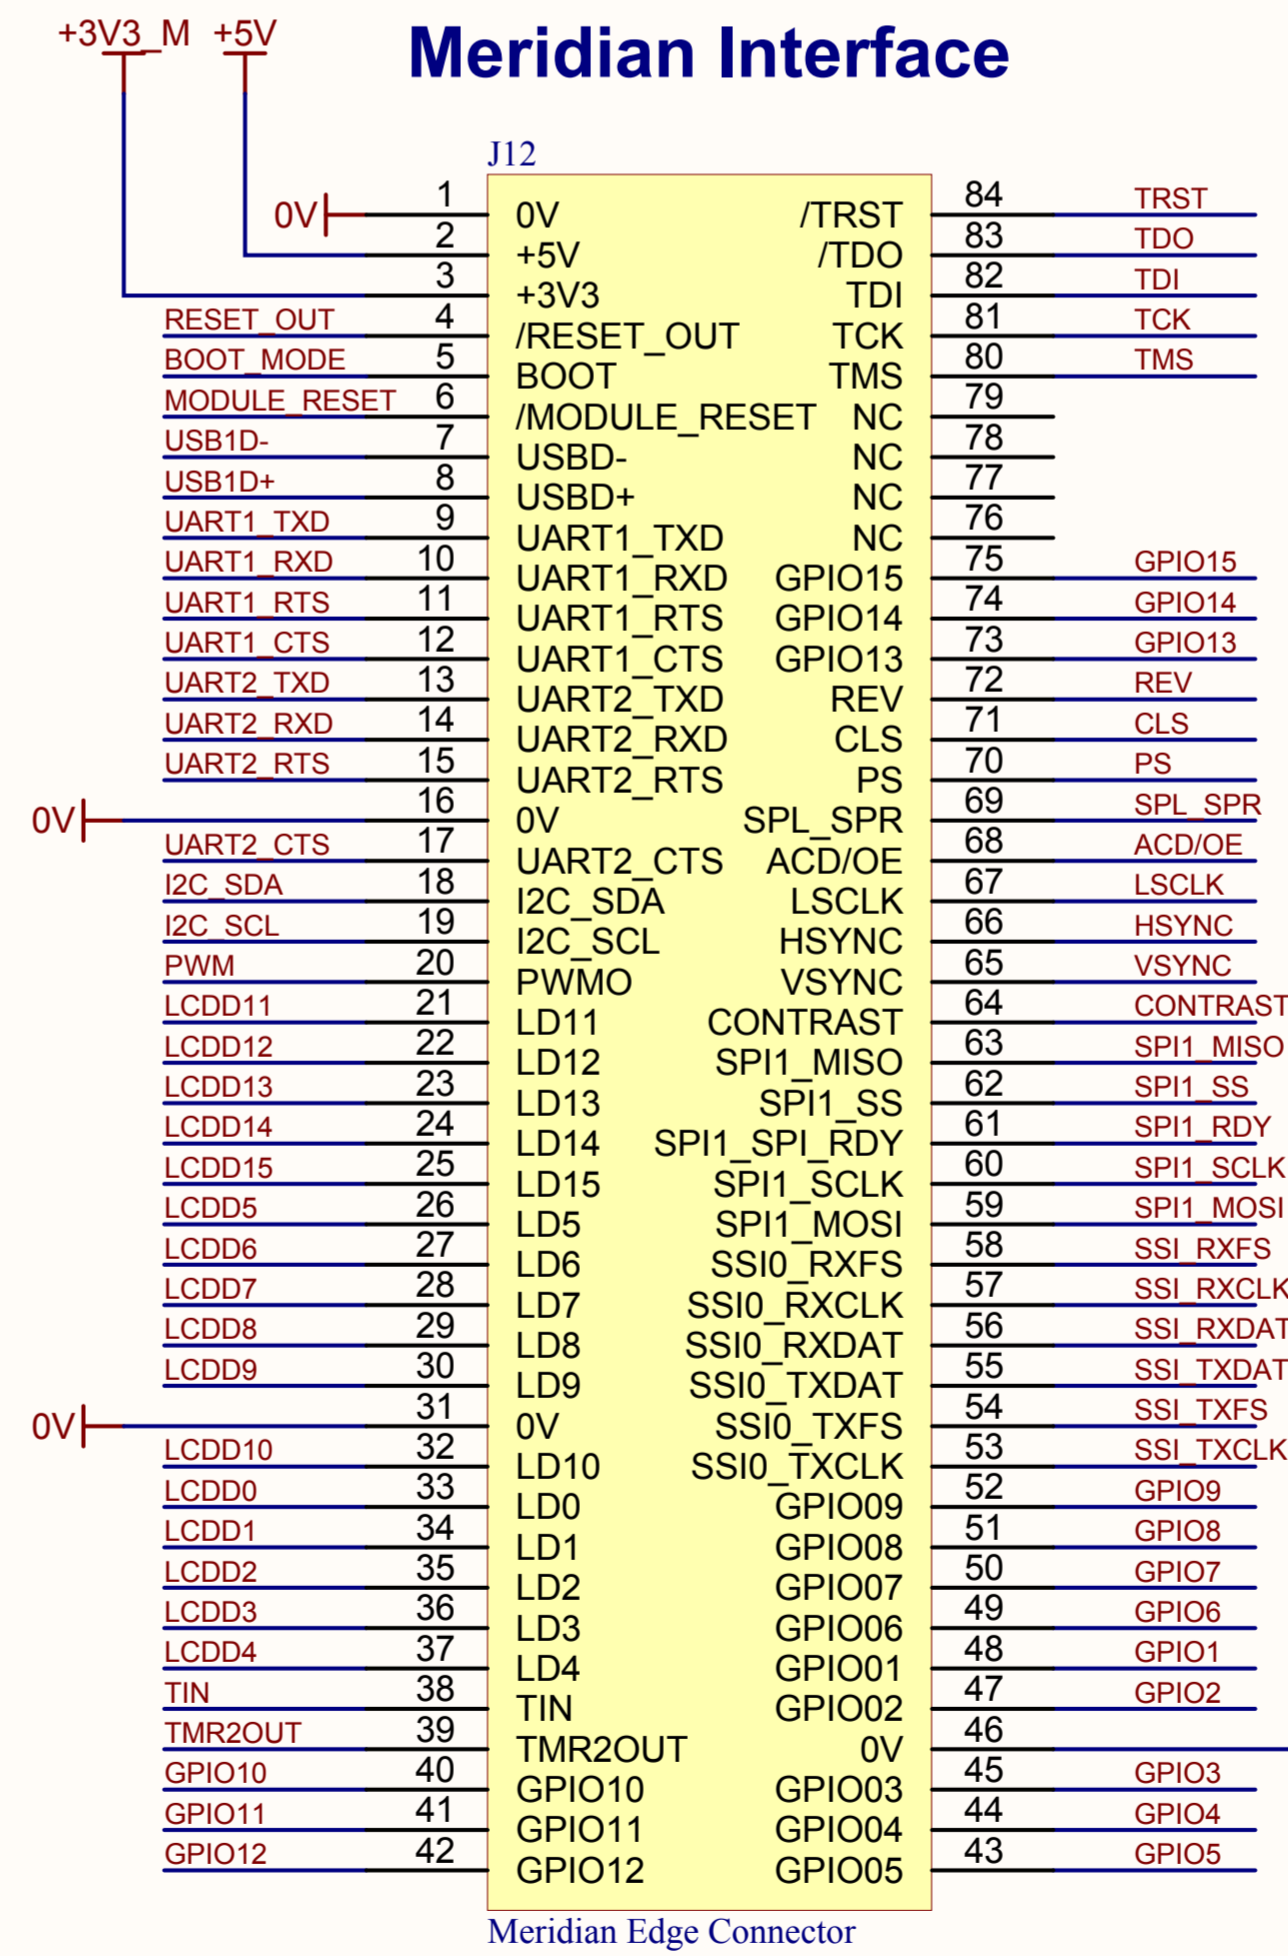 +3V3_M +5V
Meridian Interface
J12
0V 1 0V /TRST 84 TRST
2 +5V /TDO 83 TDO
3 +3V3 TDI 82 TDI
RESET_OUT 4 /RESET_OUT TCK 81 TCK
BOOT_MODE 5 BOOT TMS 80 TMS
MODULE_RESET 6 /MODULE_RESET NC 79
USB1D- 7 USBD- NC 78
USB1D+ 8 USBD+ NC 77
UART1_TXD 9 UART1_TXD NC 76
UART1_RXD 10 UART1_RXD GPIO15 75 GPIO15
UART1_RTS 11 UART1_RTS GPIO14 74 GPIO14
UART1_CTS 12 UART1_CTS GPIO13 73 GPIO13
UART2_TXD 13 UART2_TXD REV 72 REV
UART2_RXD 14 UART2_RXD CLS 71 CLS
UART2_RTS 15 UART2_RTS PS 70 PS
0V 16 0V SPL_SPR 69 SPL_SPR
UART2_CTS 17 UART2_CTS ACD/OE 68 ACD/OE
I2C_SDA 18 I2C_SDA LSCLK 67 LSCLK
I2C_SCL 19 I2C_SCL HSYNC 66 HSYNC
PWM 20 PWMO VSYNC 65 VSYNC
LCDD11 21 LD11 CONTRAST 64 CONTRAST
LCDD12 22 LD12 SPI1_MISO 63 SPI1_MISO
LCDD13 23 LD13 SPI1_SS 62 SPI1_SS
LCDD14 24 LD14 SPI1_SPI_RDY 61 SPI1_RDY
LCDD15 25 LD15 SPI1_SCLK 60 SPI1_SCLK
LCDD5 26 LD5 SPI1_MOSI 59 SPI1_MOSI
LCDD6 27 LD6 SSI0_RXFS 58 SSI_RXFS
LCDD7 28 LD7 SSI0_RXCLK 57 SSI_RXCLK
LCDD8 29 LD8 SSI0_RXDAT 56 SSI_RXDAT
LCDD9 30 LD9 SSI0_TXDAT 55 SSI_TXDAT
0V 31 0V SSI0_TXFS 54 SSI_TXFS
LCDD10 32 LD10 SSI0_TXCLK 53 SSI_TXCLK
LCDD0 33 LD0 GPIO09 52 GPIO9
LCDD1 34 LD1 GPIO08 51 GPIO8
LCDD2 35 LD2 GPIO07 50 GPIO7
LCDD3 36 LD3 GPIO06 49 GPIO6
LCDD4 37 LD4 GPIO01 48 GPIO1
TIN 38 TIN GPIO02 47 GPIO2
TMR2OUT 39 TMR2OUT 0V 46
GPIO10 40 GPIO10 GPIO03 45 GPIO3
GPIO11 41 GPIO11 GPIO04 44 GPIO4
GPIO12 42 GPIO12 GPIO05 43 GPIO5
Meridian Edge Connector